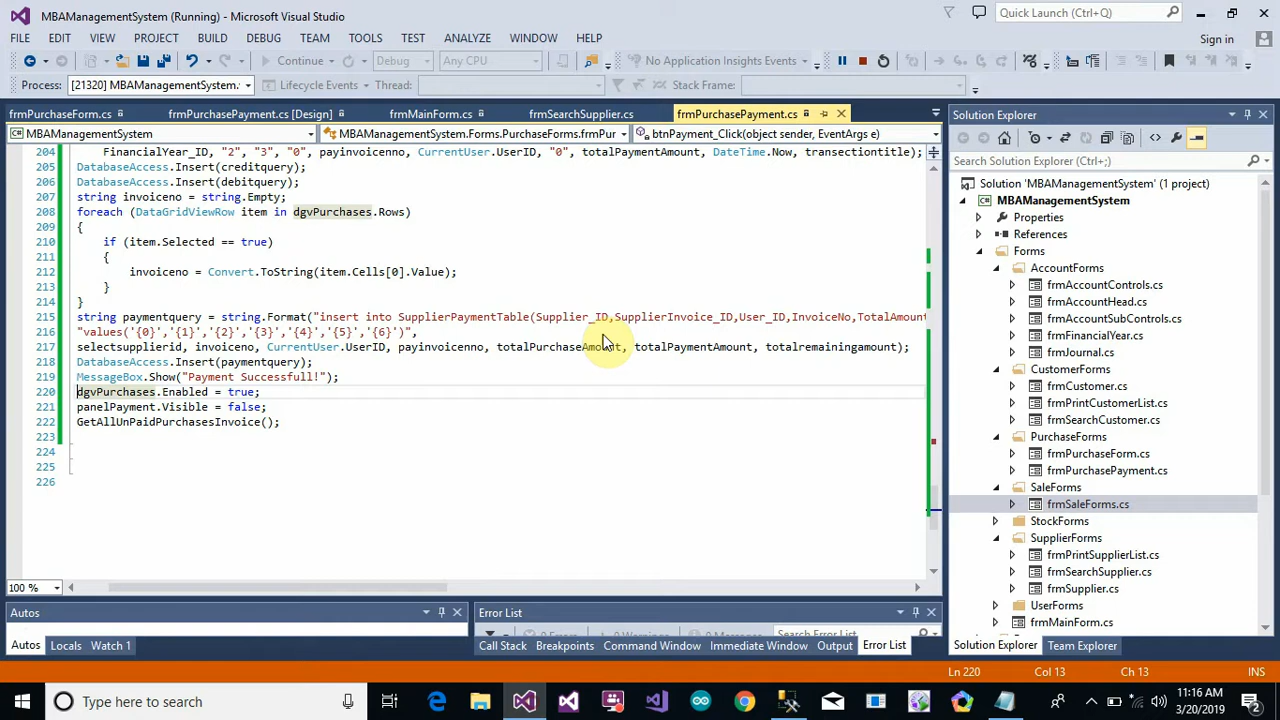 MBAManagementSystem (Running) - Microsoft Visual Studio
Quick Launch (Ctrl+Q)
FILE EDIT VIEW PROJECT BUILD DEBUG TEAM TOOLS TEST ANALYZE WINDOW HELP
Sign in
Continue Debug Any CPU No Application Insights Events
Process: [21320] MBAManagementSystem. Lifecycle Events Thread: Stack Frame:
frmPurchaseForm.cs frmPurchasePayment.cs [Design] frmMainForm.cs frmSearchSupplier.cs frmPurchasePayment.cs
MBAManagementSystem MBAManagementSystem.Forms.PurchaseForms.frmPur btnPayment_Click(object sender, EventArgs e)
204 FinancialYear_ID, "2", "3", "0", payinvoiceno, CurrentUser.UserID, "0", totalPaymentAmount, DateTime.Now, transectiontitle);
205 DatabaseAccess.Insert(creditquery);
206 DatabaseAccess.Insert(debitquery);
207 string invoiceno = string.Empty;
208 foreach (DataGridViewRow item in dgvPurchases.Rows)
209 {
210 if (item.Selected == true)
211 {
212 invoiceno = Convert.ToString(item.Cells[0].Value);
213 }
214 }
215 string paymentquery = string.Format("insert into SupplierPaymentTable(Supplier_ID,SupplierInvoice_ID,User_ID,InvoiceNo,TotalAmount
216 "values('{0}','{1}','{2}','{3}','{4}','{5}','{6}')",
217 selectsupplierid, invoiceno, CurrentUser.UserID, payinvoicenno, totalPurchaseAmount, totalPaymentAmount, totalremainingamount);
218 DatabaseAccess.Insert(paymentquery);
219 MessageBox.Show("Payment Successfull!");
220 dgvPurchases.Enabled = true;
221 panelPayment.Visible = false;
222 GetAllUnPaidPurchasesInvoice();
223
224
225
226
100 %
Autos
Autos Locals Watch 1
Error List
0 Errors 0 Warnings 0 Messages Search Error List
Call Stack Breakpoints Command Window Immediate Window Output Error List
Solution Explorer
Search Solution Explorer (Ctrl+;)
Solution 'MBAManagementSystem' (1 project)
MBAManagementSystem
Properties
References
Forms
AccountForms
frmAccountControls.cs
frmAccountHead.cs
frmAccountSubControls.cs
frmFinancialYear.cs
frmJournal.cs
CustomerForms
frmCustomer.cs
frmPrintCustomerList.cs
frmSearchCustomer.cs
PurchaseForms
frmPurchaseForm.cs
frmPurchasePayment.cs
SaleForms
frmSaleForms.cs
StockForms
SupplierForms
frmPrintSupplierList.cs
frmSearchSupplier.cs
frmSupplier.cs
UserForms
frmMainForm.cs
Solution Explorer Team Explorer
Ln 220 Col 13 Ch 13 INS
Type here to search
11:16 AM
3/20/2019
2